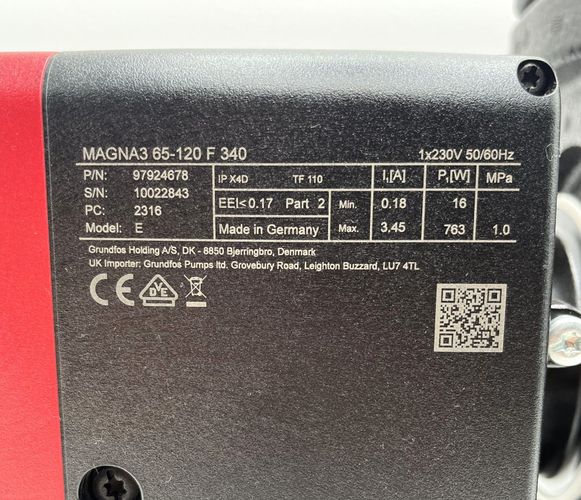 MAGNA3 65-120 F 340 1x230V 50/60Hz
P/N: 97924678 IP X4D TF 110 I₁[A] P₁[W] MPa
S/N: 10022843 EEI≤0.17 Part 2 Min. 0.18 16
PC: 2316 Made in Germany Max. 3.45 763 1.0
Model: E
Grundfos Holding A/S, DK - 8850 Bjerringbro, Denmark
UK Importer: Grundfos Pumps ltd. Grovebury Road, Leighton Buzzard, LU7 4TL
CE VDE